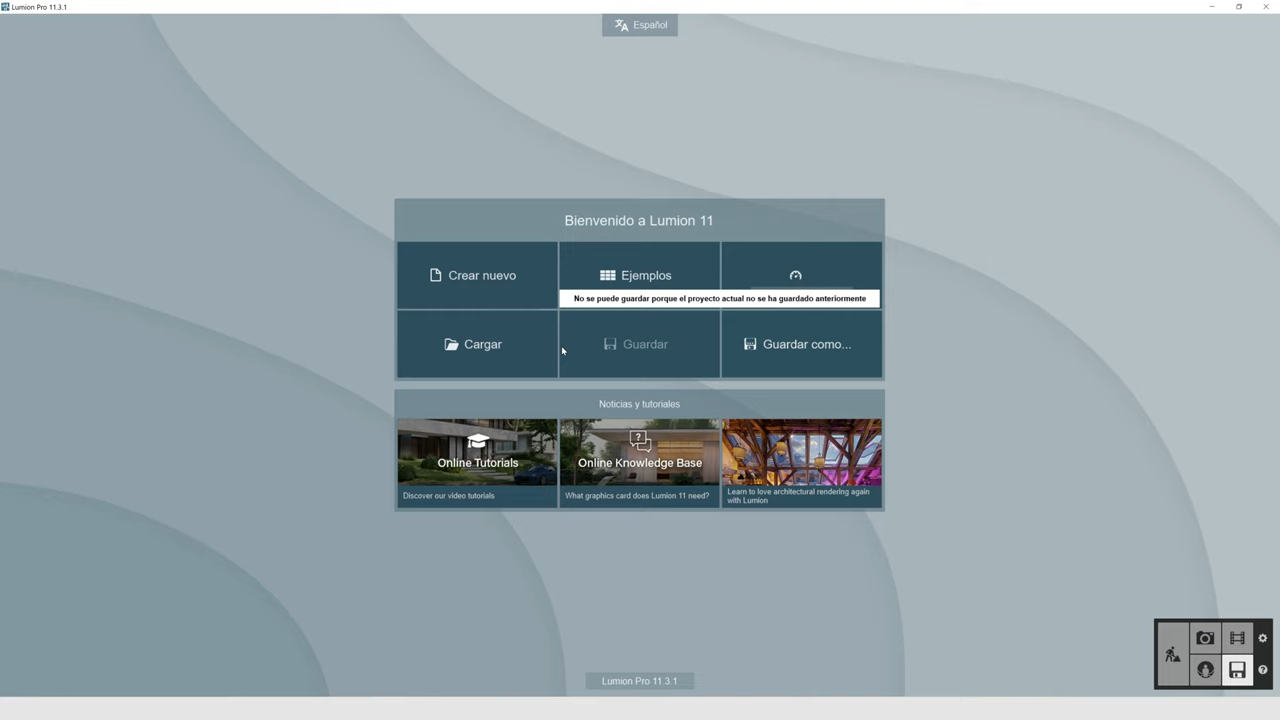 Lumion Pro 11.3.1
Español
Bienvenido a Lumion 11
Crear nuevo
Ejemplos
No se puede guardar porque el proyecto actual no se ha guardado anteriormente
Cargar
Guardar
Guardar como...
Noticias y tutoriales
Online Tutorials
Discover our video tutorials
Online Knowledge Base
What graphics card does Lumion 11 need?
Learn to love architectural rendering again
with Lumion
Lumion Pro 11.3.1